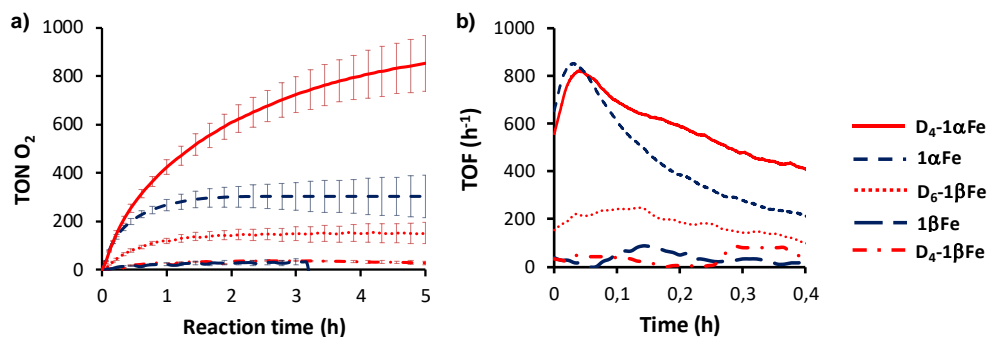 a)
TON O2
1000
800
600
400
200
0
0 1 2 3 4 5
Reaction time (h)
b)
TOF (h-1)
1000
800
600
400
200
0
0 0,1 0,2 0,3 0,4
Time (h)
D4-1αFe
1αFe
D6-1βFe
1βFe
D4-1βFe